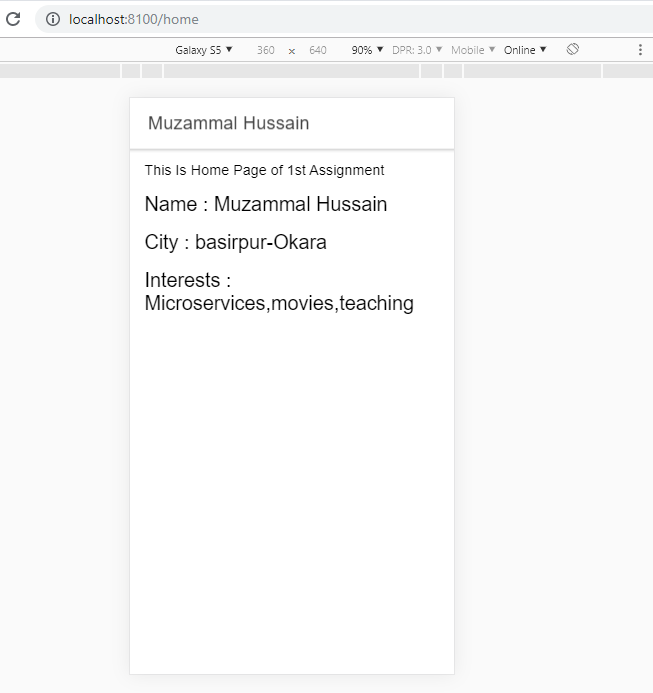 localhost:8100/home
Galaxy S5 ▼ 360 x 640 90% ▼ DPR: 3.0 ▼ Mobile ▼ Online ▼
Muzammal Hussain
This Is Home Page of 1st Assignment
Name : Muzammal Hussain
City : basirpur-Okara
Interests :
Microservices,movies,teaching